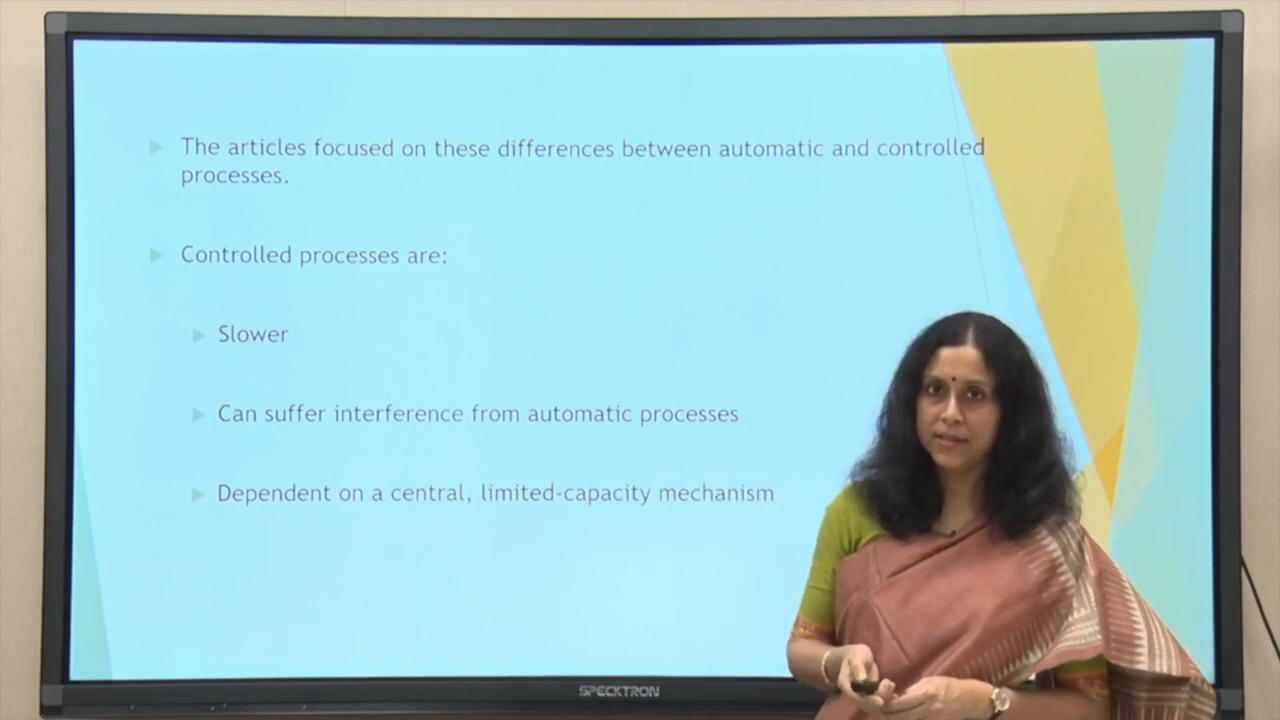 The articles focused on these differences between automatic and controlled
processes.
Controlled processes are:
Slower
Can suffer interference from automatic processes
Dependent on a central, limited-capacity mechanism
SPECKTRON